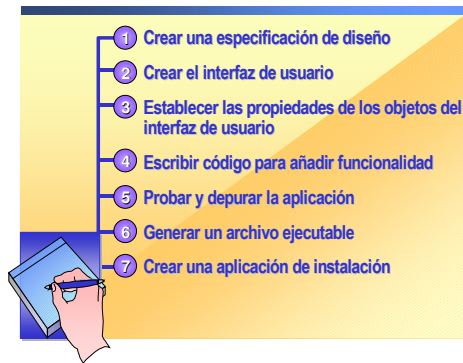 1 Crear una especificación de diseño
2 Crear el interfaz de usuario
3 Establecer las propiedades de los objetos del
interfaz de usuario
4 Escribir código para añadir funcionalidad
5 Probar y depurar la aplicación
6 Generar un archivo ejecutable
7 Crear una aplicación de instalación